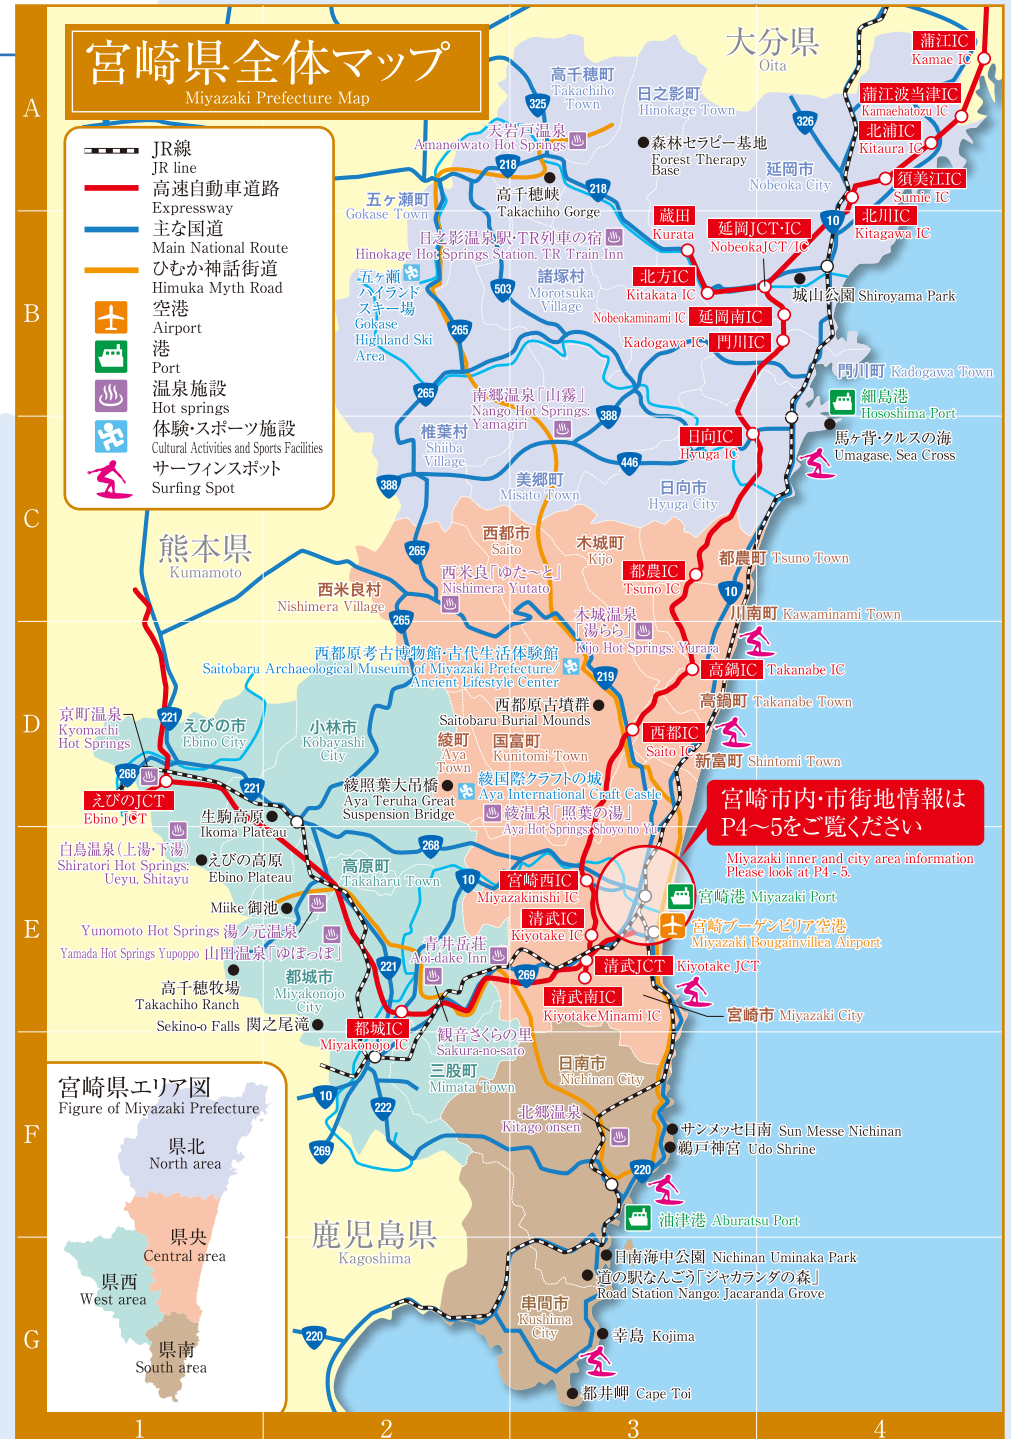 宮崎県全体マップ
Miyazaki Prefecture Map
JR線
JR line
高速自動車道路
Expressway
主な国道
Main National Route
ひむか神話街道
Himuka Myth Road
空港
Airport
港
Port
温泉施設
Hot springs
体験・スポーツ施設
Cultural Activities and Sports Facilities
サーフィンスポット
Surfing Spot
A
B
C
D
E
F
G
1
2
3
4
大分県
Oita
熊本県
Kumamoto
鹿児島県
Kagoshima
蒲江IC
Kamae IC
蒲江波当津IC
Kamaehatozu IC
北浦IC
Kitaura IC
須美江IC
Sumie IC
北川IC
Kitagawa IC
高千穂町
Takachiho
Town
日之影町
Hinokage Town
325
326
天岩戸温泉
Amanoiwato Hot Springs
森林セラピー基地
Forest Therapy
Base
延岡市
Nobeoka City
218
218
高千穂峡
Takachiho Gorge
五ヶ瀬町
Gokase Town
蔵田
Kurata
延岡JCT・IC
NobeokaJCT/IC
10
日之影温泉駅・TR列車の宿
Hinokage Hot Springs Station, TR Train Inn
五ヶ瀬
ハイランド
スキー場
Gokase
Highland Ski
Area
諸塚村
Morotsuka
Village
503
北方IC
Kitakata IC
城山公園 Shiroyama Park
Nobeokaminami IC 延岡南IC
265
Kadogawa IC 門川IC
門川町 Kadogawa Town
細島港
Hososhima Port
265
南郷温泉「山霧」
Nango Hot Springs:
Yamagiri
388
椎葉村
Shiiba
Village
日向IC
Hyuga IC
馬ヶ背・クルスの海
Umagase, Sea Cross
446
388
美郷町
Misato Town
日向市
Hyuga City
西都市
Saito
木城町
Kijo
265
都農町 Tsuno Town
都農IC
Tsuno IC
西米良「ゆた〜と」
Nishimera Yutato
西米良村
Nishimera Village
10
川南町 Kawaminami Town
265
木城温泉
「湯らら」
Kijo Hot Springs: Yurara
西都原考古博物館・古代生活体験館
Saitobaru Archaeological Museum of Miyazaki Prefecture/
Ancient Lifestyle Center
高鍋IC Takanabe IC
219
高鍋町 Takanabe Town
西都原古墳群
Saitobaru Burial Mounds
京町温泉
Kyomachi
Hot Springs
221
えびの市
Ebino City
小林市
Kobayashi
City
綾町
Aya
Town
国富町
Kunitomi Town
西都IC
Saito IC
新富町 Shintomi Town
268
えびのJCT
Ebino JCT
221
綾照葉大吊橋
Aya Teruha Great
Suspension Bridge
綾国際クラフトの城
Aya International Craft Castle
綾温泉「照葉の湯」
Aya Hot Springs: Shoyo no Yu
宮崎市内・市街地情報は
P4〜5をご覧ください
Miyazaki inner and city area information
Please look at P4 - 5.
生駒高原
Ikoma Plateau
白鳥温泉（上湯・下湯）
Shiratori Hot Springs:
Ueyu, Shitayu
えびの高原
Ebino Plateau
268
高原町
Takaharu Town
10
宮崎西IC
Miyazakinishi IC
宮崎港 Miyazaki Port
Miike 御池
清武IC
Kiyotake IC
宮崎ブーゲンビリア空港
Miyazaki Bougainvillea Airport
Yunomoto Hot Springs 湯ノ元温泉
Yamada Hot Springs Yupoppo 山田温泉「ゆぽっぽ」
青井岳荘
Aoi-dake Inn
221
269
清武JCT Kiyotake JCT
高千穂牧場
Takachiho Ranch
都城市
Miyakonojo
City
清武南IC
KiyotakeMinami IC
宮崎市 Miyazaki City
Sekino-o Falls 関之尾滝
都城IC
Miyakonojo IC
観音さくらの里
Sakura-no-sato
三股町
Mimata Town
日南市
Nichinan City
10
222
269
北郷温泉
Kitago onsen
サンメッセ日南 Sun Messe Nichinan
鵜戸神宮 Udo Shrine
220
油津港 Aburatsu Port
日南海中公園 Nichinan Uminaka Park
道の駅なんごう「ジャカランダの森」
Road Station Nango: Jacaranda Grove
串間市
Kushima
City
220
幸島 Kojima
都井岬 Cape Toi
宮崎県エリア図
Figure of Miyazaki Prefecture
県北
North area
県央
Central area
県西
West area
県南
South area